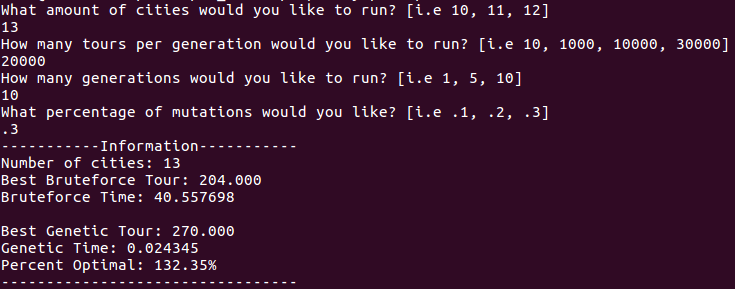 What amount of cities would you like to run? [i.e 10, 11, 12]
13
How many tours per generation would you like to run? [i.e 10, 1000, 10000, 30000]
20000
How many generations would you like to run? [i.e 1, 5, 10]
10
What percentage of mutations would you like? [i.e .1, .2, .3]
.3
-----------Information-----------
Number of cities: 13
Best Bruteforce Tour: 204.000
Bruteforce Time: 40.557698
Best Genetic Tour: 270.000
Genetic Time: 0.024345
Percent Optimal: 132.35%
---------------------------------